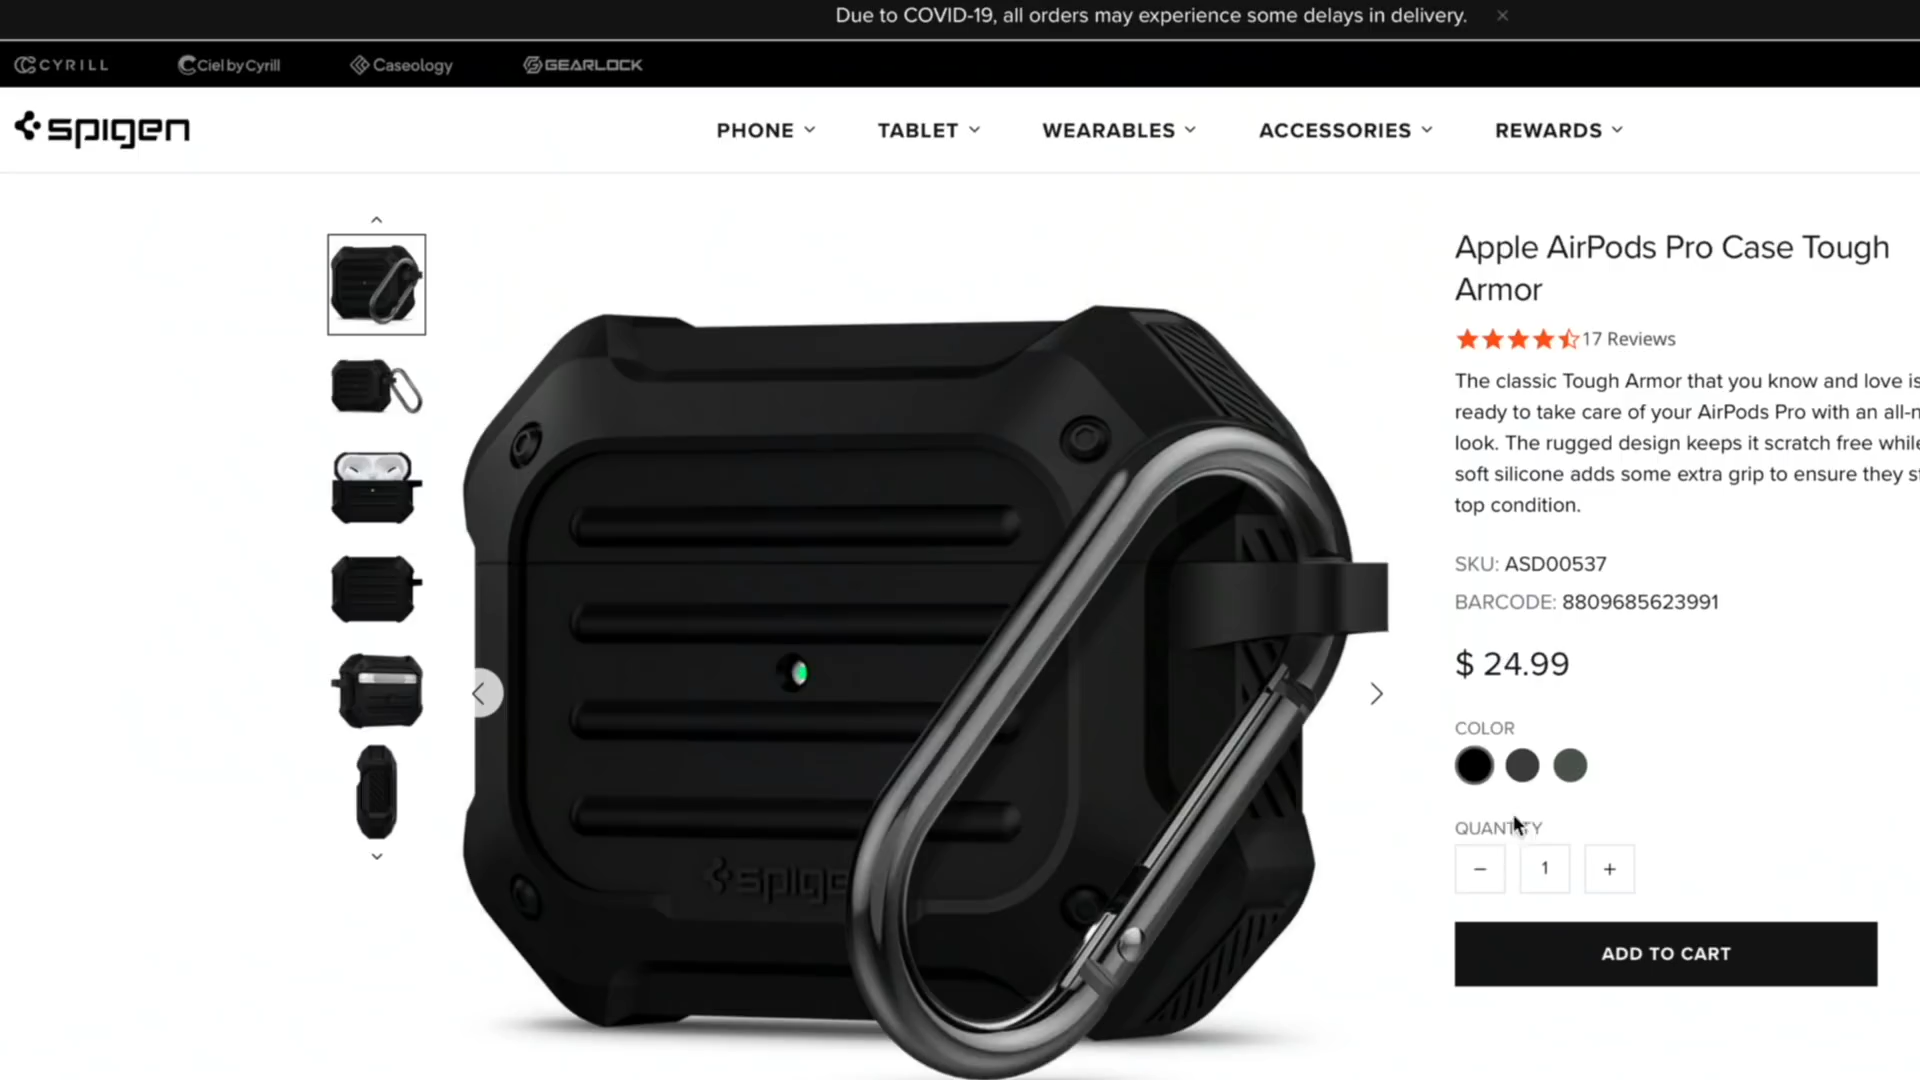 Due to COVID-19, all orders may experience some delays in delivery.
CYRILL
Ciel by Cyrill
Caseology
GEARLOCK
spigen
PHONE
TABLET
WEARABLES
ACCESSORIES
REWARDS
Apple AirPods Pro Case Tough
Armor
17 Reviews
The classic Tough Armor that you know and love is
ready to take care of your AirPods Pro with an all-n
look. The rugged design keeps it scratch free while
soft silicone adds some extra grip to ensure they st
top condition.
SKU: ASD00537
BARCODE: 8809685623991
$ 24.99
COLOR
QUANTITY
- 1 +
spige
ADD TO CART